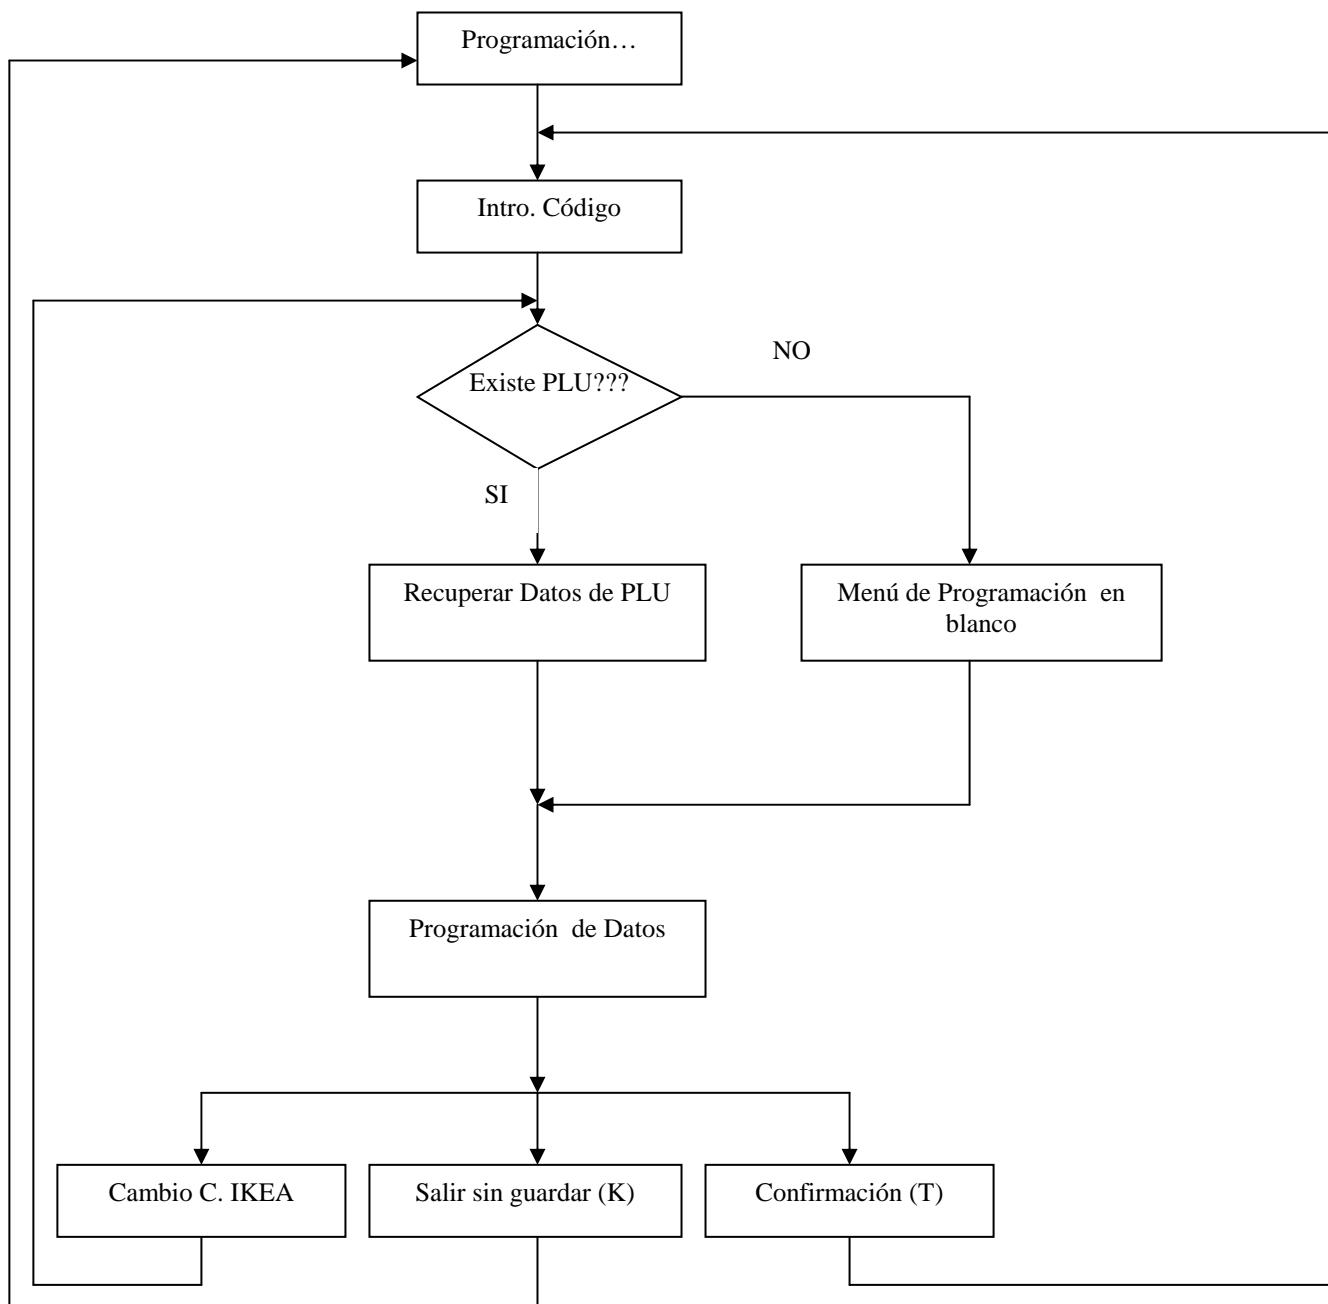 Programación…
Intro. Código
NO
Existe PLU???
SI
Recuperar Datos de PLU
Menú de Programación en
blanco
Programación de Datos
Cambio C. IKEA
Salir sin guardar (K)
Confirmación (T)